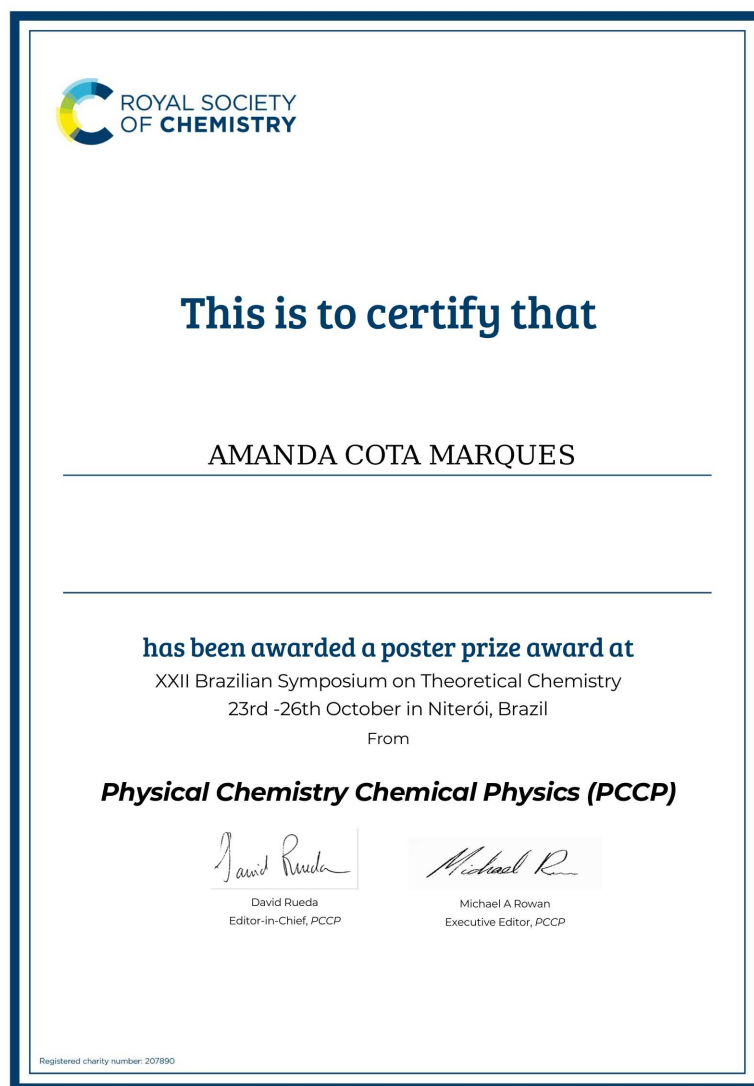 ROYAL SOCIETY
OF CHEMISTRY
This is to certify that
AMANDA COTA MARQUES
has been awarded a poster prize award at
XXII Brazilian Symposium on Theoretical Chemistry
23rd -26th October in Niterói, Brazil
From
Physical Chemistry Chemical Physics (PCCP)
David Rueda
Michael R
David Rueda
Editor-in-Chief, PCCP
Michael A Rowan
Executive Editor, PCCP
Registered charity number: 207890